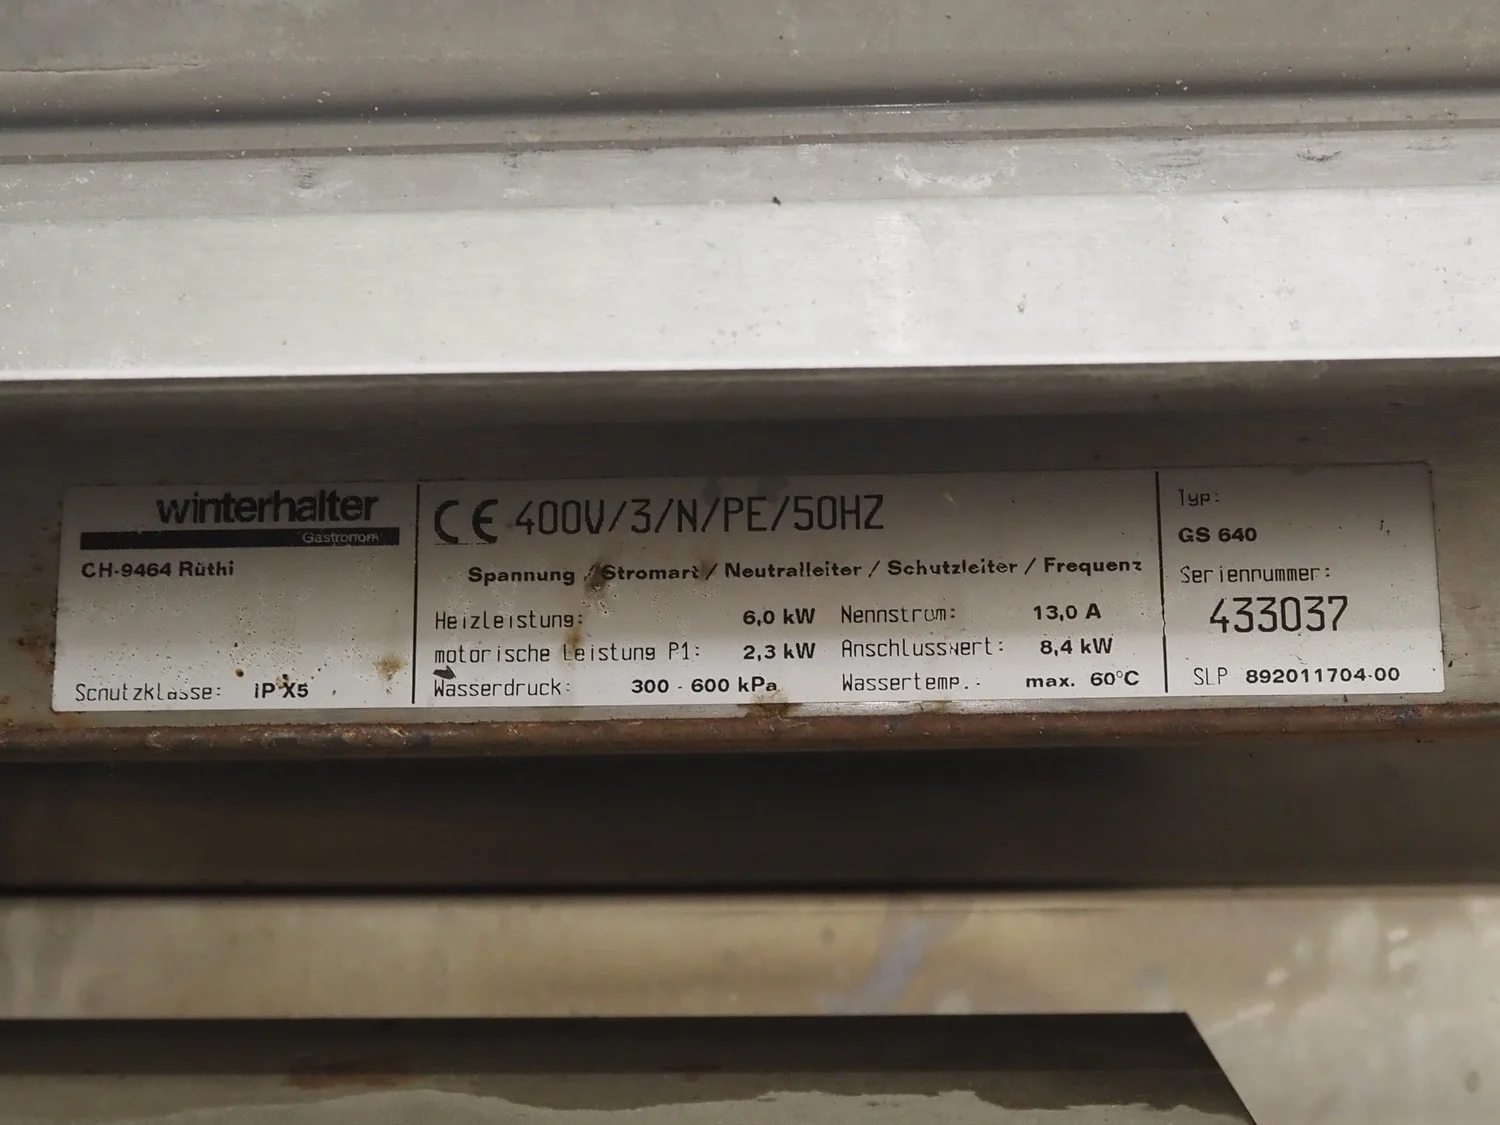 winterhalter
Gastronom
CH-9464 Rüthi
Schutzklasse: iP X5
CE 400V/3/N/PE/50HZ
Spannung / Stromart / Neutralleiter / Schutzleiter / Frequenz
Heizleistung: 6,0 kW Nennstrom: 13,0 A
motorische Leistung P1: 2,3 kW Anschlusswert: 8,4 kW
Wasserdruck: 300 - 600 kPa Wassertemp. - max. 60°C
Typ:
GS 640
Seriennummer:
433037
SLP 892011704-00